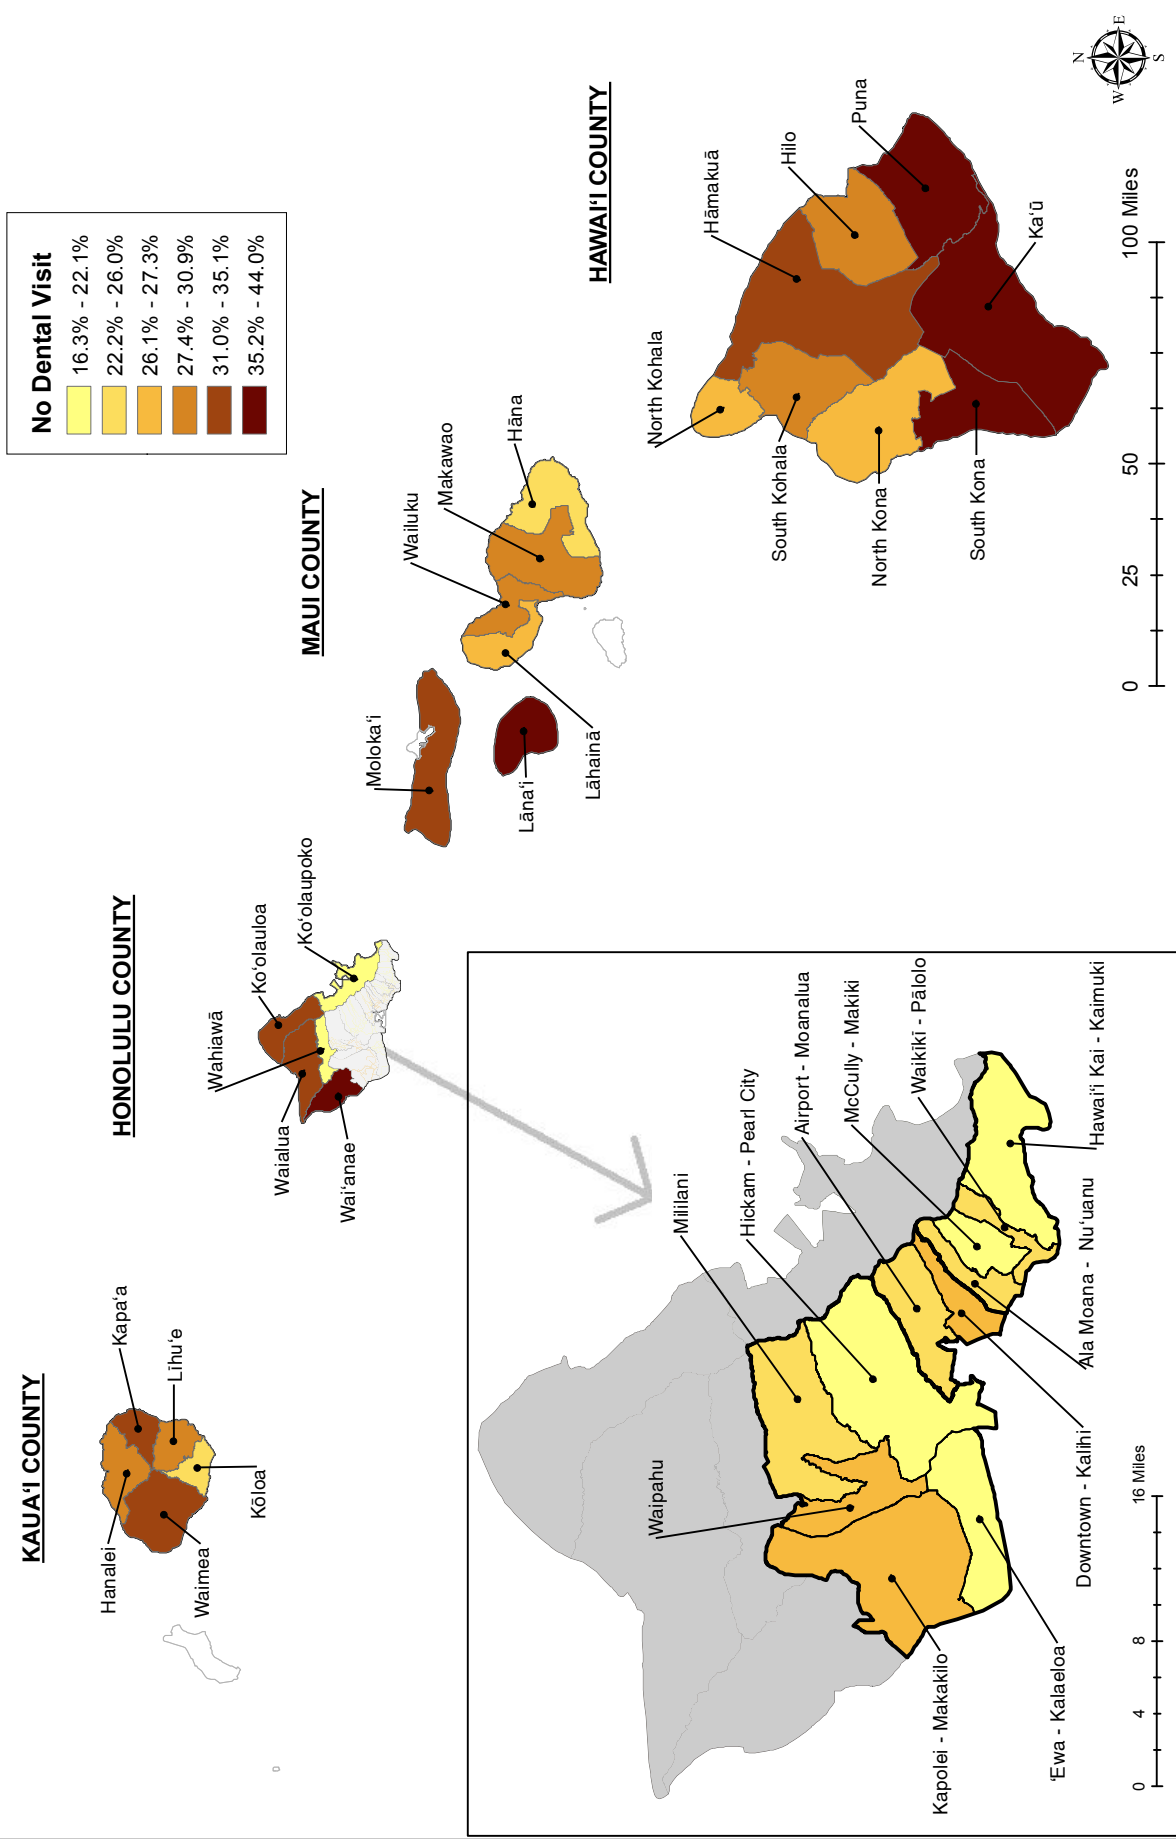 No Dental Visit
16.3% - 22.1%
22.2% - 26.0%
26.1% - 27.3%
27.4% - 30.9%
31.0% - 35.1%
35.2% - 44.0%
KAUAʻI COUNTY
Hanalei
Kapaʻa
Līhuʻe
Waimea
Kōloa
HONOLULU COUNTY
Wahiawā
Koʻolauloa
Koʻolaupoko
Waialua
Waiʻanae
MAUI COUNTY
Molokaʻi
Wailuku
Makawao
Hāna
Lānaʻi
Lāhainā
HAWAIʻI COUNTY
North Kohala
Hāmakuā
Hilo
Puna
South Kohala
North Kona
South Kona
Kaʻū
0
25
50
100 Miles
N
E
S
W
Waipahu
Mililani
Hickam - Pearl City
Airport - Moanalua
McCully - Makiki
Waikīkī - Pālolo
Hawaiʻi Kai - Kaimuki
Ala Moana - Nuʻuanu
Downtown - Kalihi
ʻEwa - Kalaeloa
Kapolei - Makakilo
0
4
8
16 Miles